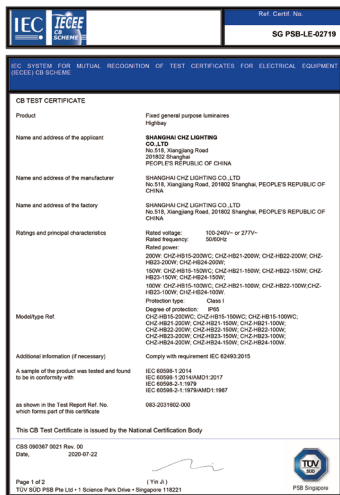 IEC
IECEE
CB
SCHEME
Ref. Certif. No.
SG PSB-LE-02719
IEC SYSTEM FOR MUTUAL RECOGNITION OF TEST CERTIFICATES FOR ELECTRICAL EQUIPMENT
(IECEE) CB SCHEME
CB TEST CERTIFICATE
Product
Fixed general purpose luminaires
Highbay
Name and address of the applicant
SHANGHAI CHZ LIGHTING
CO.,LTD
No.518, Xiangjiang Road
201802 Shanghai
PEOPLE'S REPUBLIC OF CHINA
Name and address of the manufacturer
SHANGHAI CHZ LIGHTING CO.,LTD
No.518, Xiangjiang Road, 201802 Shanghai, PEOPLE'S REPUBLIC OF
CHINA
Name and address of the factory
SHANGHAI CHZ LIGHTING CO.,LTD
No.518, Xiangjiang Road, 201802 Shanghai, PEOPLE'S REPUBLIC OF
CHINA
Ratings and principal characteristics
Rated voltage: 100-240V~ or 277V~
Rated frequency: 50/60Hz
Rated power:
200W: CHZ-HB15-200WC; CHZ-HB21-200W; CHZ-HB22-200W; CHZ-
HB23-200W; CHZ-HB24-200W;
150W: CHZ-HB15-150WC; CHZ-HB21-150W; CHZ-HB22-150W; CHZ-
HB23-150W; CHZ-HB24-150W;
100W: CHZ-HB15-100WC; CHZ-HB21-100W; CHZ-HB22-100W;CHZ-
HB23-100W; CHZ-HB24-100W.
Protection type: Class I
Degree of protection: IP65
Model/type Ref.
CHZ-HB15-200WC; CHZ-HB15-150WC; CHZ-HB15-100WC;
CHZ-HB21-200W; CHZ-HB21-150W; CHZ-HB21-100W;
CHZ-HB22-200W; CHZ-HB22-150W; CHZ-HB22-100W;
CHZ-HB23-200W; CHZ-HB23-150W; CHZ-HB23-100W;
CHZ-HB24-200W; CHZ-HB24-150W; CHZ-HB24-100W.
Additional information (if necessary)
Comply with requirement IEC 62493:2015
A sample of the product was tested and found
to be in conformity with
IEC 60598-1:2014
IEC 60598-1:2014/AMD1:2017
IEC 60598-2-1:1979
IEC 60598-2-1:1979/AMD1:1987
as shown in the Test Report Ref. No.
which forms part of this certificate
083-2031802-000
This CB Test Certificate is issued by the National Certification Body
CBS 090367 0021 Rev. 00
Date, 2020-07-22
Page 1 of 2
( Yin Ji )
TÜV SÜD PSB Pte Ltd • 1 Science Park Drive • Singapore 118221
TÜV
SÜD
PSB Singapore